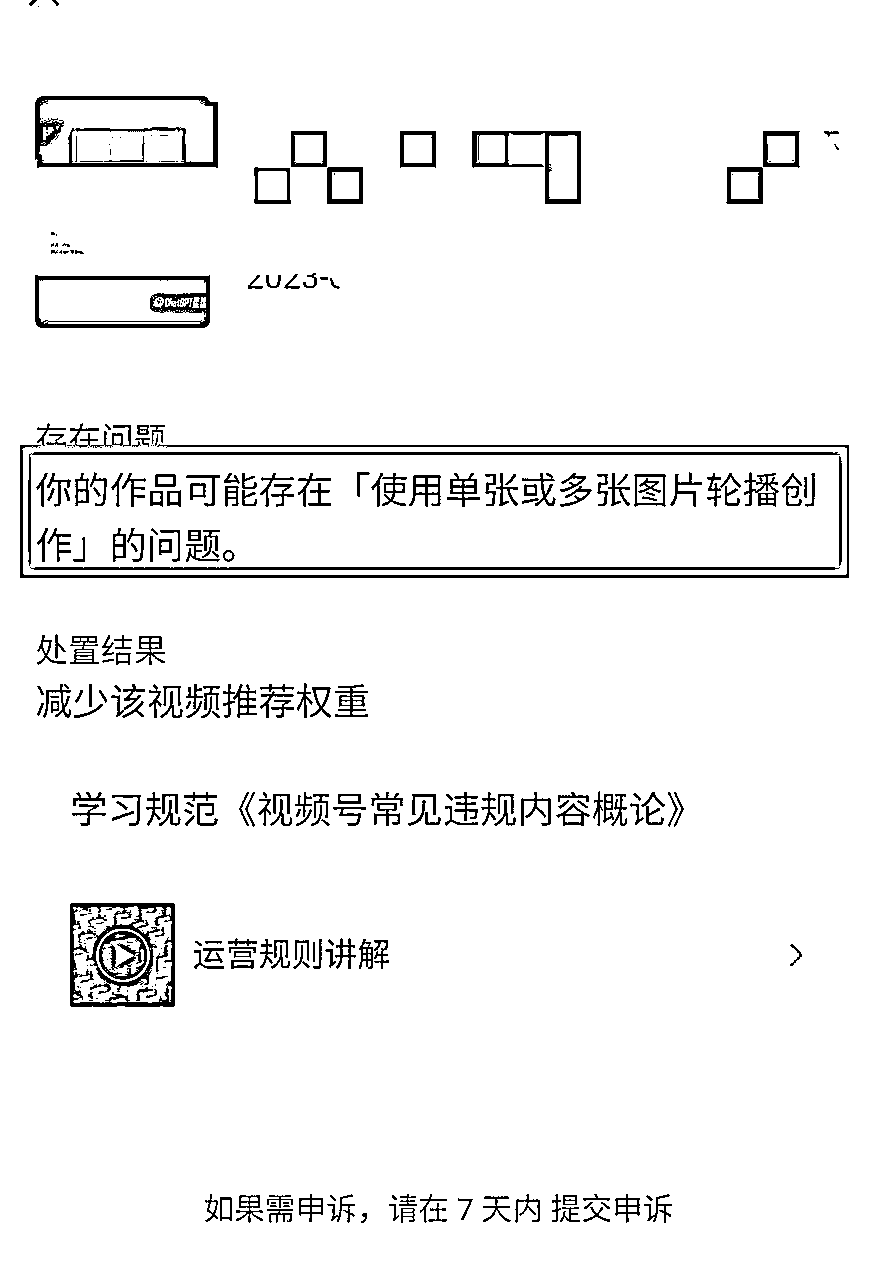 2023-
存在问题
你的作品可能存在「使用单张或多张图片轮播创
作」的问题。
处置结果
减少该视频推荐权重
学习规范《视频号常见违规内容概论》
运营规则讲解
如果需申诉，请在 7 天内 提交申诉